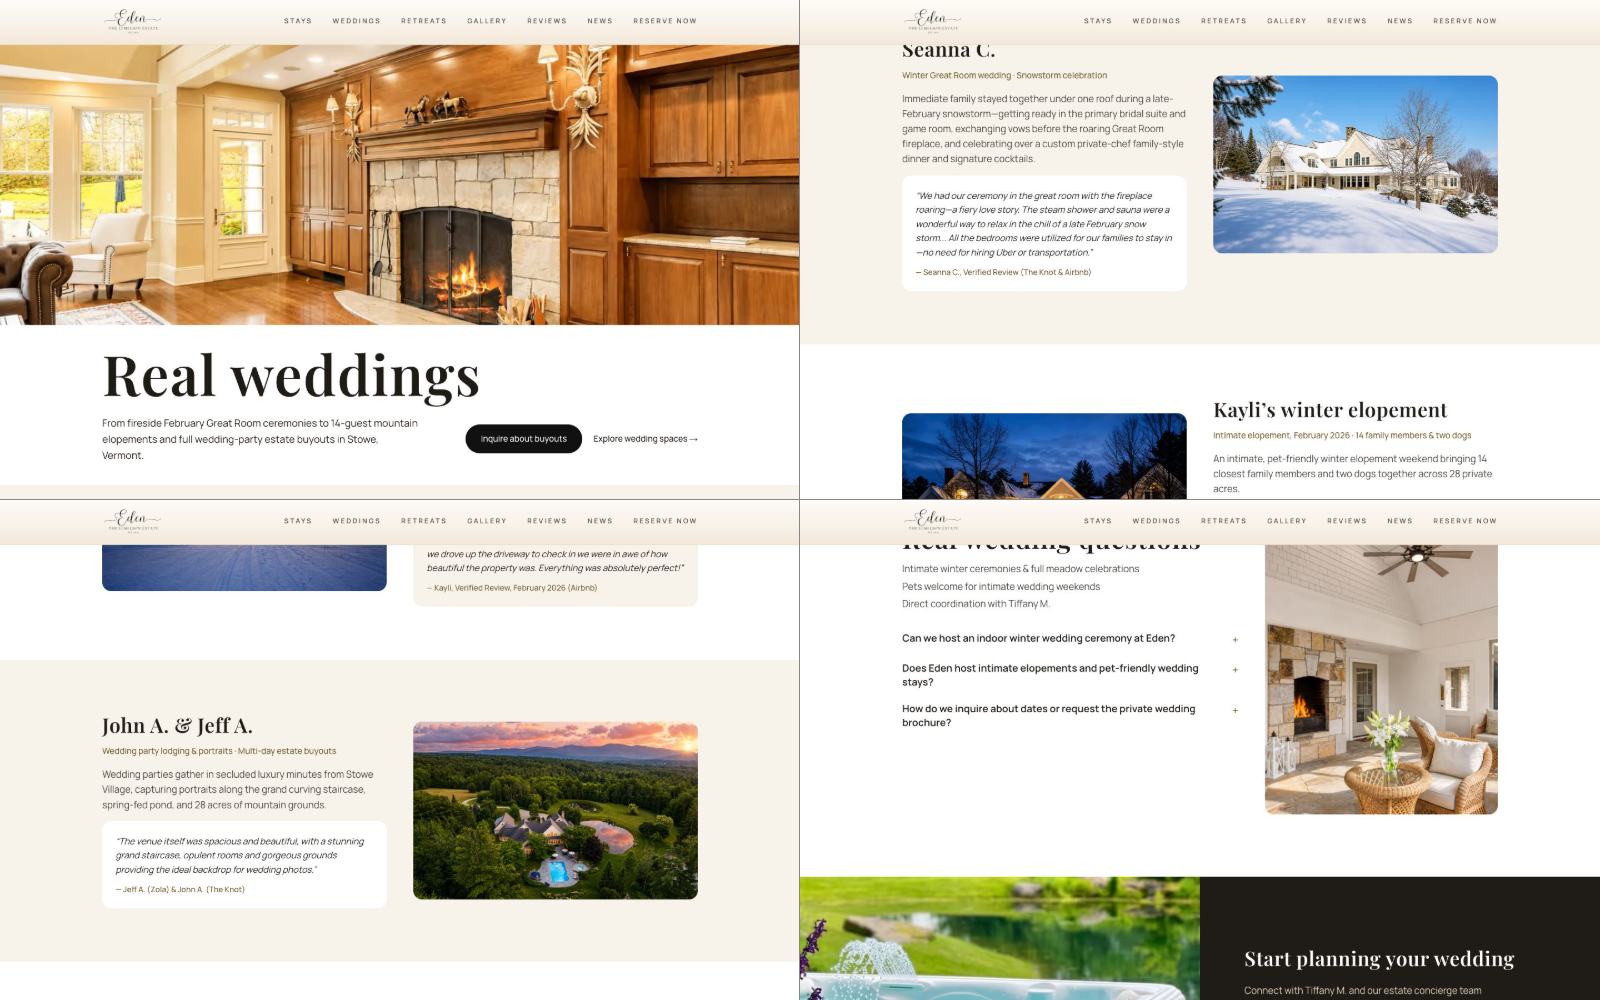 Eden
STAYS WEDDINGS RETREATS GALLERY REVIEWS NEWS RESERVE NOW
Real weddings
From fireside February Great Room ceremonies to 14-guest mountain
elopements and full wedding-party estate buyouts in Stowe,
Vermont.
Inquire about buyouts
Explore wedding spaces →
Eden
STAYS WEDDINGS RETREATS GALLERY REVIEWS NEWS RESERVE NOW
Seanna C.
Winter Great Room wedding · Snowstorm celebration
Immediate family stayed together under one roof during a late-
February snowstorm—getting ready in the primary bridal suite and
game room, exchanging vows before the roaring Great Room
fireplace, and celebrating over a custom private-chef family-style
dinner and signature cocktails.
“We had our ceremony in the great room with the fireplace
roaring—a fiery love story. The steam shower and sauna were a
wonderful way to relax in the chill of a late February snow
storm... All the bedrooms were utilized for our families to stay in
—no need for hiring Uber or transportation.”
— Seanna C., Verified Review (The Knot & Airbnb)
Kayli’s winter elopement
Intimate elopement, February 2026 · 14 family members & two dogs
An intimate, pet-friendly winter elopement weekend bringing 14
closest family members and two dogs together across 28 private
acres.
Eden
STAYS WEDDINGS RETREATS GALLERY REVIEWS NEWS RESERVE NOW
we drove up the driveway to check in we were in awe of how
beautiful the property was. Everything was absolutely perfect!”
— Kayli, Verified Review, February 2026 (Airbnb)
John A. & Jeff A.
Wedding party lodging & portraits · Multi-day estate buyouts
Wedding parties gather in secluded luxury minutes from Stowe
Village, capturing portraits along the grand curving staircase,
spring-fed pond, and 28 acres of mountain grounds.
“The venue itself was spacious and beautiful, with a stunning
grand staircase, opulent rooms and gorgeous grounds
providing the ideal backdrop for wedding photos.”
— Jeff A. (Zola) & John A. (The Knot)
Eden
STAYS WEDDINGS RETREATS GALLERY REVIEWS NEWS RESERVE NOW
Real wedding questions
Intimate winter ceremonies & full meadow celebrations
Pets welcome for intimate wedding weekends
Direct coordination with Tiffany M.
Can we host an indoor winter wedding ceremony at Eden? +
Does Eden host intimate elopements and pet-friendly wedding +
stays?
How do we inquire about dates or request the private wedding +
brochure?
Start planning your wedding
Connect with Tiffany M. and our estate concierge team